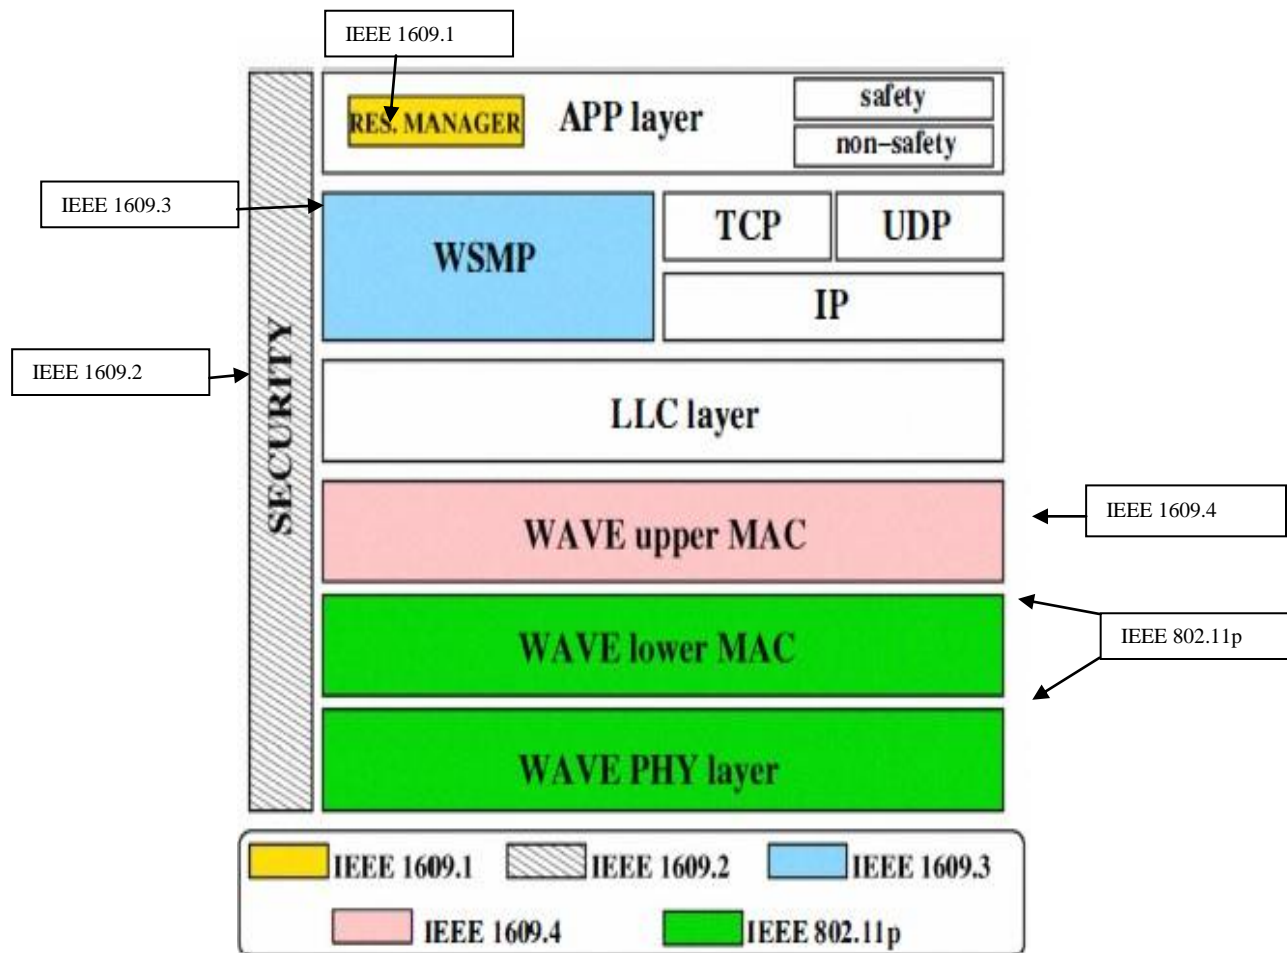 IEEE 1609.1
RES. MANAGER
APP layer
safety
non–safety
IEEE 1609.3
WSMP
TCP
UDP
IP
IEEE 1609.2
SECURITY
LLC layer
WAVE upper MAC
IEEE 1609.4
WAVE lower MAC
IEEE 802.11p
WAVE PHY layer
IEEE 1609.1
IEEE 1609.2
IEEE 1609.3
IEEE 1609.4
IEEE 802.11p